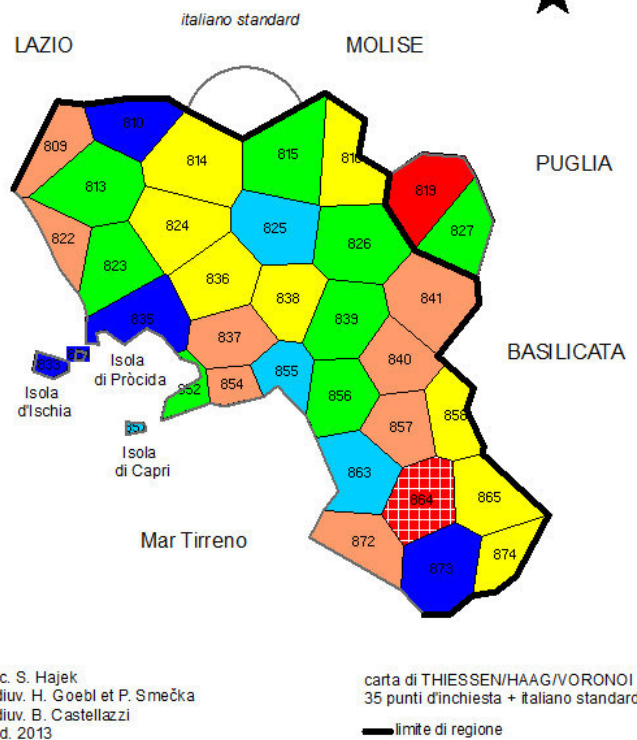 italiano standard
LAZIO
MOLISE
810
809
814
815
816
PUGLIA
813
819
824
825
826
827
822
823
836
838
841
835
839
837
840
BASILICATA
833
Isola
di Pròcida
855
854
852
856
858
Isola
d'Ischia
857
Isola
di Capri
863
864
865
Mar Tirreno
872
873
874
c. S. Hajek
diuv. H. Goebl et P. Smečka
diuv. B. Castellazzi
d. 2013
carta di THIESSEN/HAAG/VORONOI
35 punti d'inchiesta + italiano standard
limite di regione